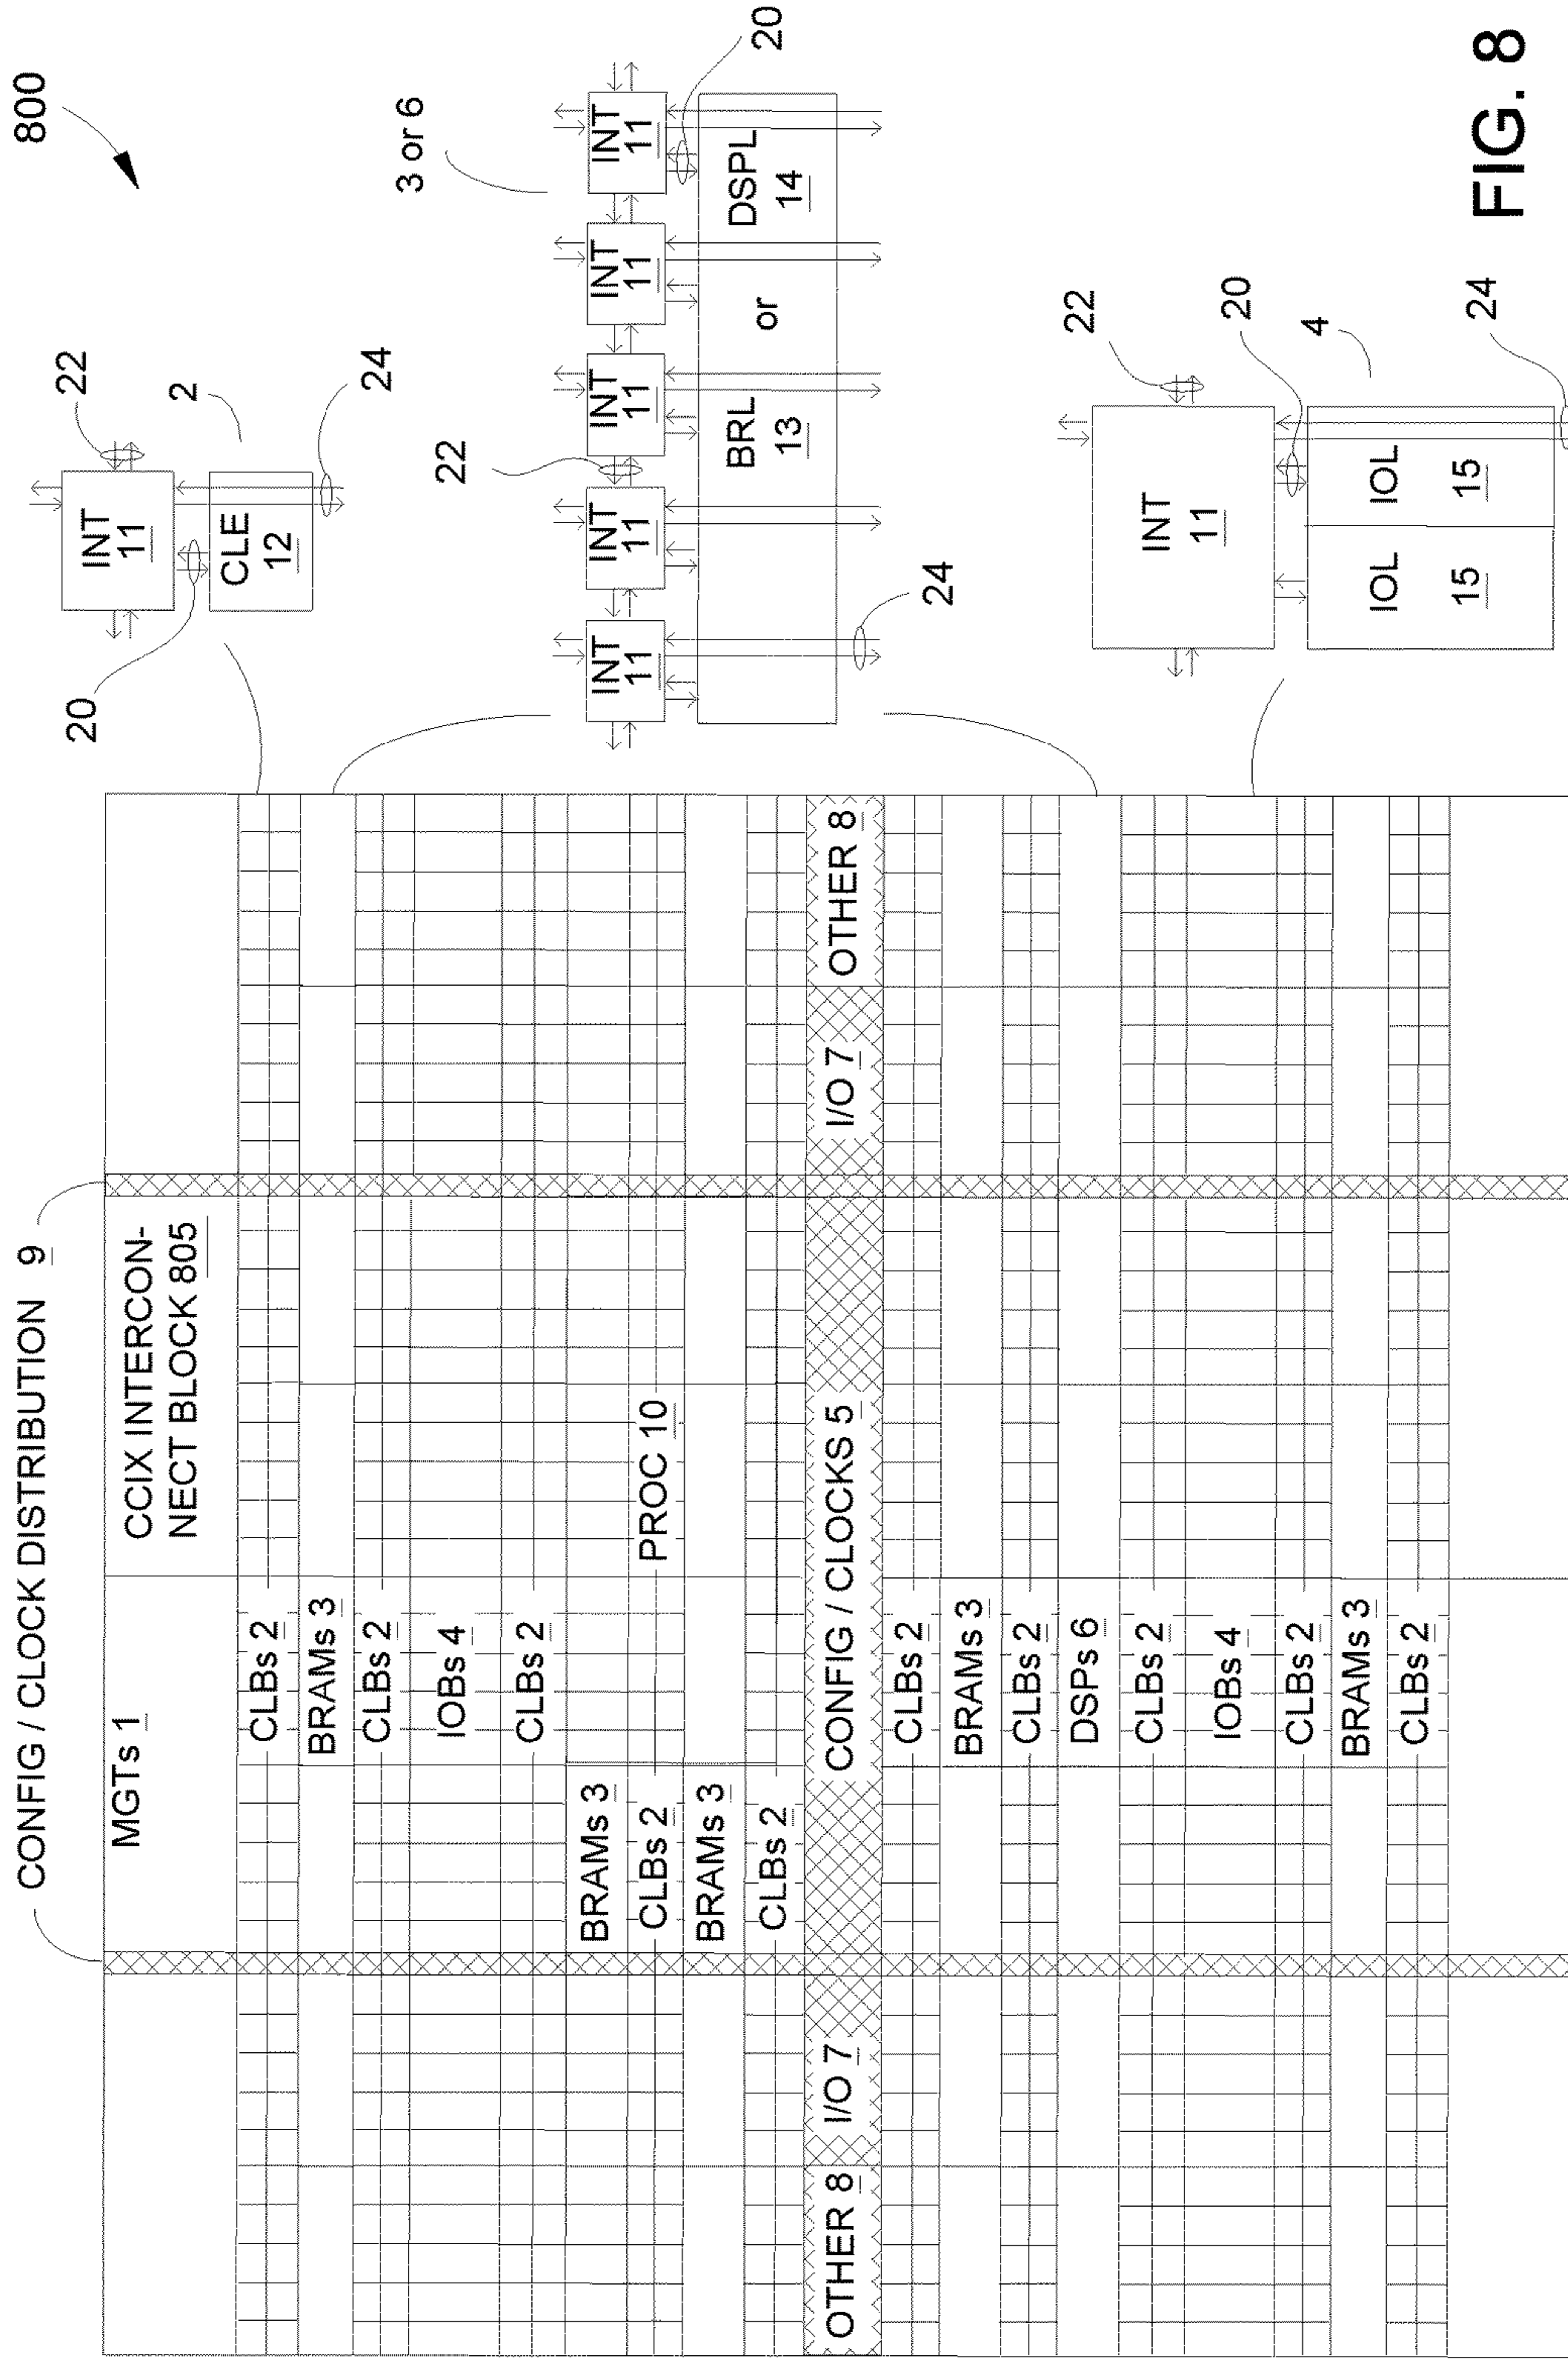 800
CONFIG / CLOCK DISTRIBUTION 9
MGTs 1
CCIX INTERCON-
NECT BLOCK 805
CLBs 2
BRAMs 3
CLBs 2
IOBs 4
CLBs 2
BRAMs 3
CLBs 2
BRAMs 3
CLBs 2
PROC 10
OTHER 8
I/O 7
CONFIG / CLOCKS 5
I/O 7
OTHER 8
CLBs 2
BRAMs 3
CLBs 2
DSPs 6
CLBs 2
IOBs 4
CLBs 2
BRAMs 3
CLBs 2
20
INT
11
CLE
12
22
2
24
3 or 6
22
INT
11
INT
11
INT
11
INT
11
INT
11
20
BRL
13
or
DSPL
14
24
22
INT
11
20
4
IOL
15
IOL
15
24
FIG. 8